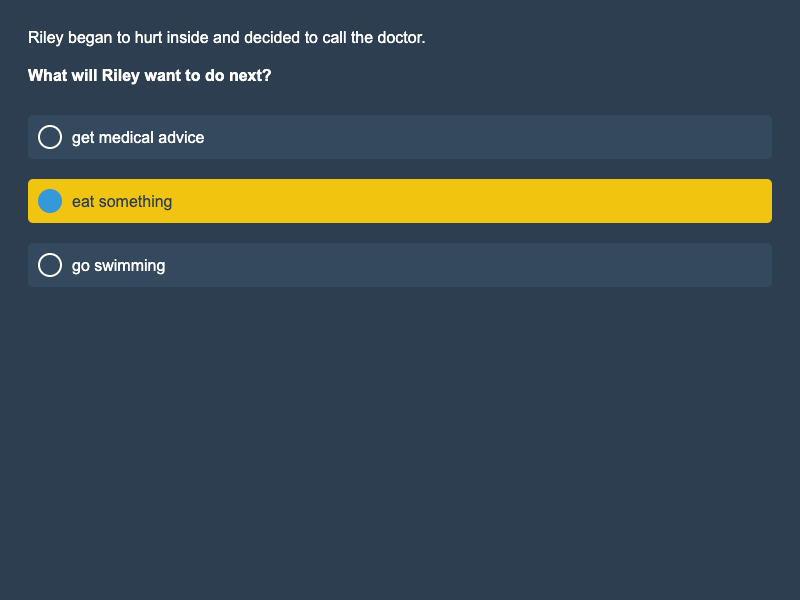 Riley began to hurt inside and decided to call the doctor.
What will Riley want to do next?
get medical advice
eat something
go swimming